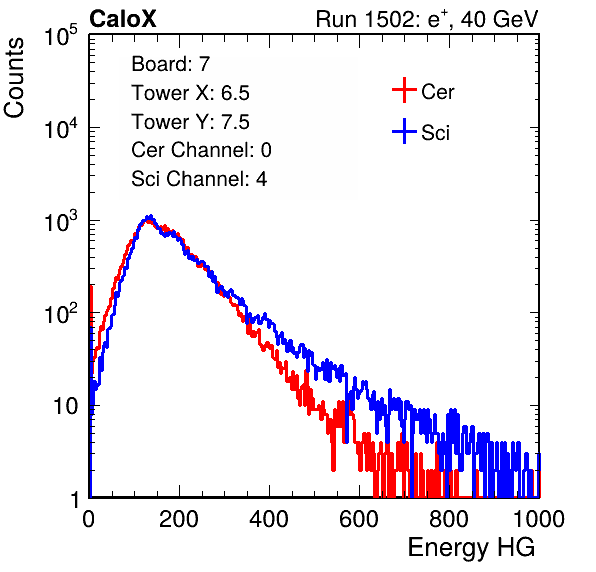 CaloX Run 1502: e⁺, 40 GeV
Counts
Board: 7
Tower X: 6.5
Tower Y: 7.5
Cer Channel: 0
Sci Channel: 4
Cer
Sci
10⁵
10⁴
10³
10²
10
1
0 200 400 600 800 1000
Energy HG